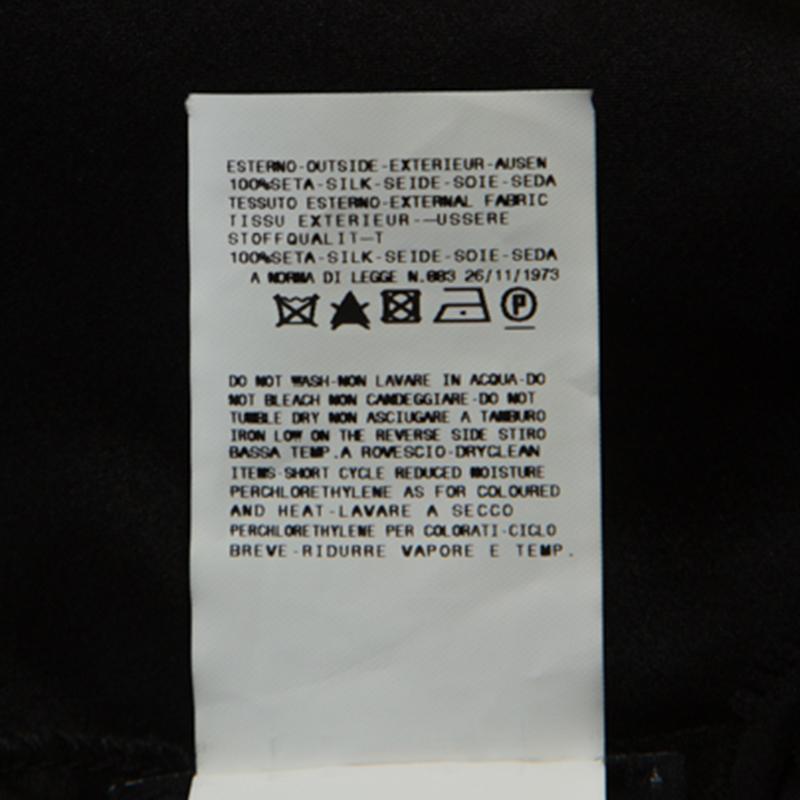 ESTERNO-OUTSIDE-EXTERIEUR-AUSEN
100%SETA-SILK-SEIDE-SOIE-SEDA
TESSUTO ESTERNO-EXTERNAL FABRIC
TISSU EXTERIEUR--USSERE
STOFFQUALIT-T
100%SETA-SILK-SEIDE-SOIE-SEDA
A NORMA DI LEGGE N.883 26/11/1973
P
DO NOT WASH-NON LAVARE IN ACQUA-DO
NOT BLEACH NON CANDEGGIARE-DO NOT
TUMBLE DRY NON ASCIUGARE A TAMBURO
IRON LOW ON THE REVERSE SIDE STIRO
BASSA TEMP.A ROVESCIO-DRYCLEAN
ITEMS-SHORT CYCLE REDUCED MOISTURE
PERCHLORETHYLENE AS FOR COLOURED
AND HEAT-LAVARE A SECCO
PERCHLORETHYLENE PER COLORATI-CICLO
BREVE-RIDURRE VAPORE E TEMP.